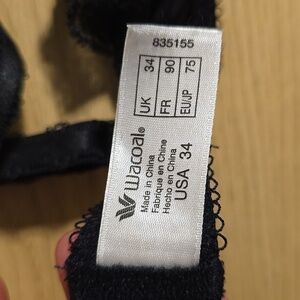 835155
UK 34
FR 90
EU/JP 75
Wacoal®
Made in China
Fabriqué en Chine
Hecho en China
USA 34